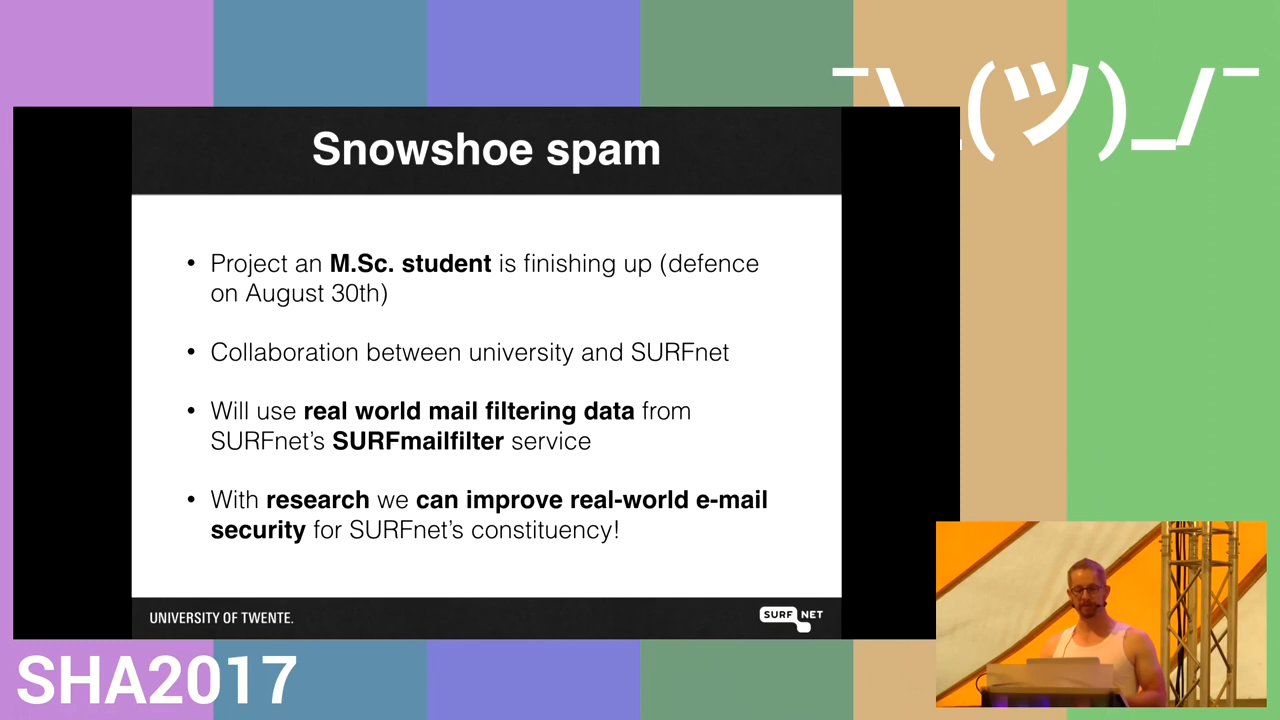 ¯\_(ツ)_/¯
Snowshoe spam
• Project an M.Sc. student is finishing up (defence
on August 30th)
• Collaboration between university and SURFnet
• Will use real world mail filtering data from
SURFnet’s SURFmailfilter service
• With research we can improve real-world e-mail
security for SURFnet’s constituency!
UNIVERSITY OF TWENTE.
SURF NET
SHA2017